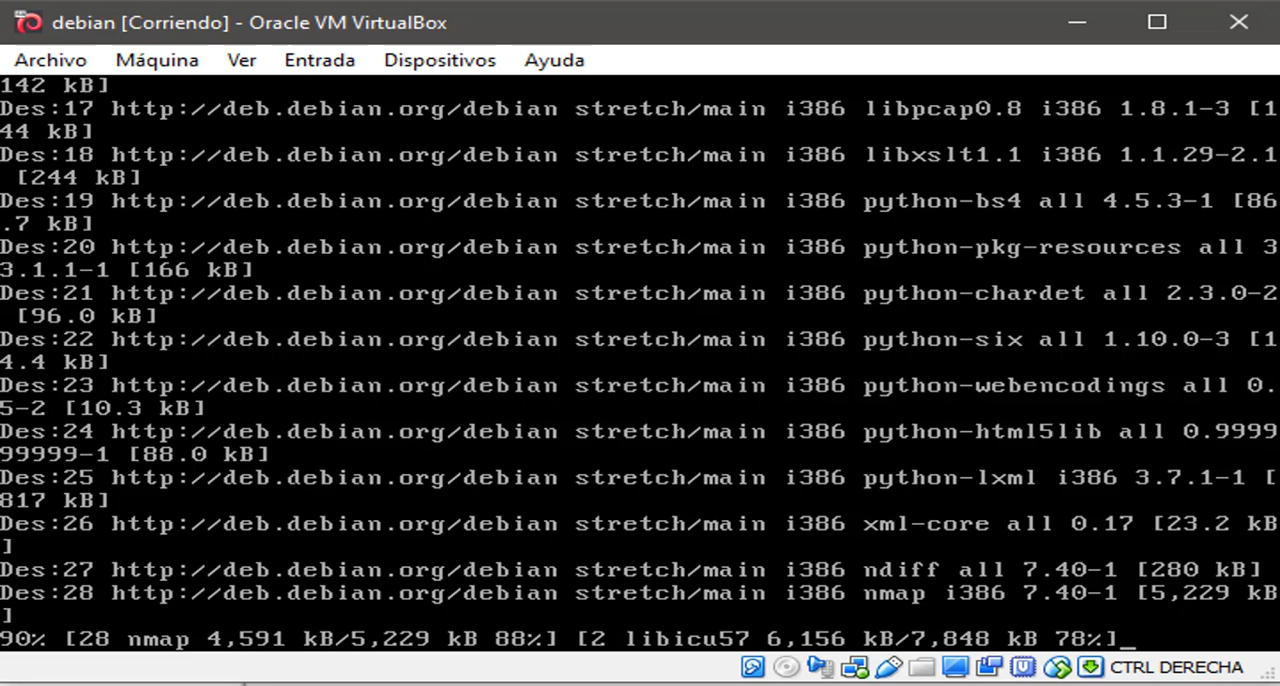 debian [Corriendo] - Oracle VM VirtualBox
Archivo Máquina Ver Entrada Dispositivos Ayuda
142 kB]
Des:17 http://deb.debian.org/debian stretch/main i386 libpcap0.8 i386 1.8.1-3 [1
44 kB]
Des:18 http://deb.debian.org/debian stretch/main i386 libxslt1.1 i386 1.1.29-2.1
[244 kB]
Des:19 http://deb.debian.org/debian stretch/main i386 python-bs4 all 4.5.3-1 [86
.7 kB]
Des:20 http://deb.debian.org/debian stretch/main i386 python-pkg-resources all 3
3.1.1-1 [166 kB]
Des:21 http://deb.debian.org/debian stretch/main i386 python-chardet all 2.3.0-2
[96.0 kB]
Des:22 http://deb.debian.org/debian stretch/main i386 python-six all 1.10.0-3 [1
4.4 kB]
Des:23 http://deb.debian.org/debian stretch/main i386 python-webencodings all 0.
5-2 [10.3 kB]
Des:24 http://deb.debian.org/debian stretch/main i386 python-html5lib all 0.9999
99999-1 [88.0 kB]
Des:25 http://deb.debian.org/debian stretch/main i386 python-lxml i386 3.7.1-1 [
817 kB]
Des:26 http://deb.debian.org/debian stretch/main i386 xml-core all 0.17 [23.2 kB
]
Des:27 http://deb.debian.org/debian stretch/main i386 ndiff all 7.40-1 [280 kB]
Des:28 http://deb.debian.org/debian stretch/main i386 nmap i386 7.40-1 [5,229 kB
]
90% [28 nmap 4,591 kB/5,229 kB 88%] [2 libicu57 6,156 kB/7,848 kB 78%]_
CTRL DERECHA